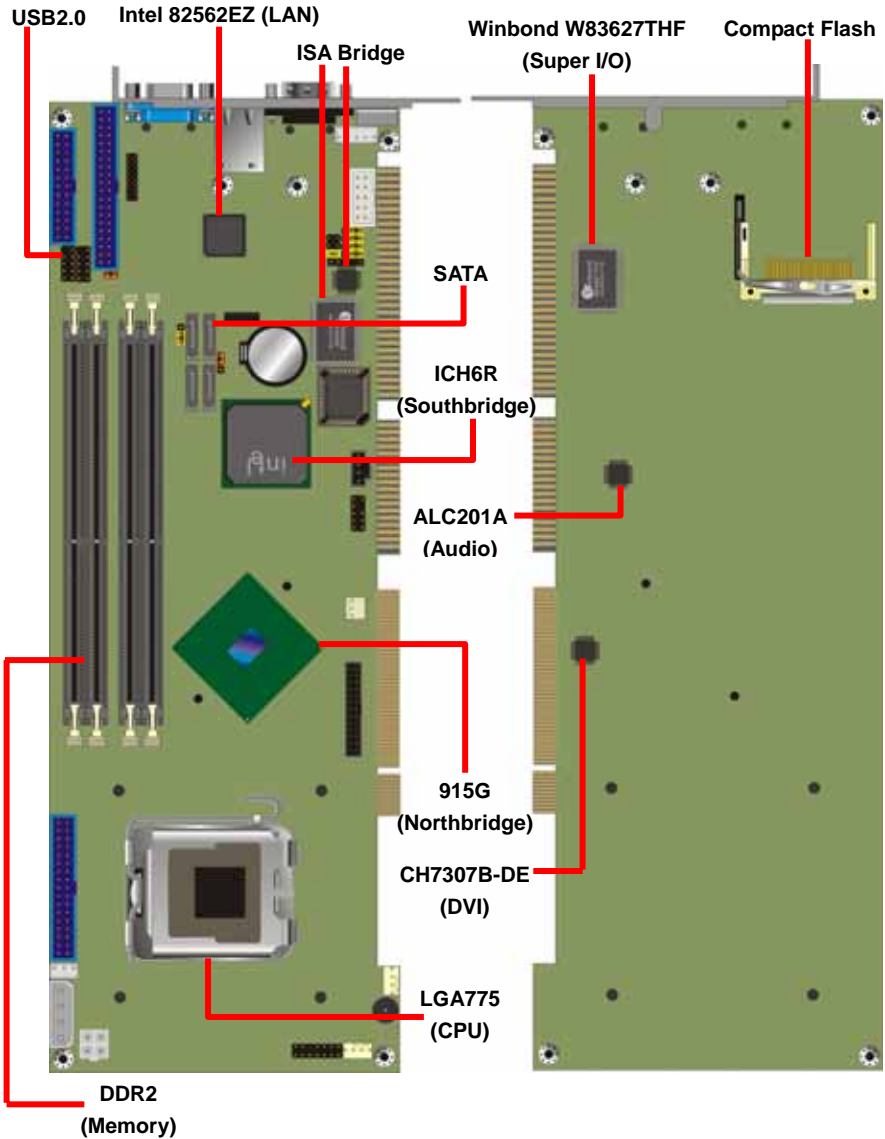 USB2.0
Intel 82562EZ (LAN)
ISA Bridge
Winbond W83627THF
(Super I/O)
Compact Flash
SATA
ICH6R
(Southbridge)
ALC201A
(Audio)
915G
(Northbridge)
CH7307B-DE
(DVI)
LGA775
(CPU)
DDR2
(Memory)
intel